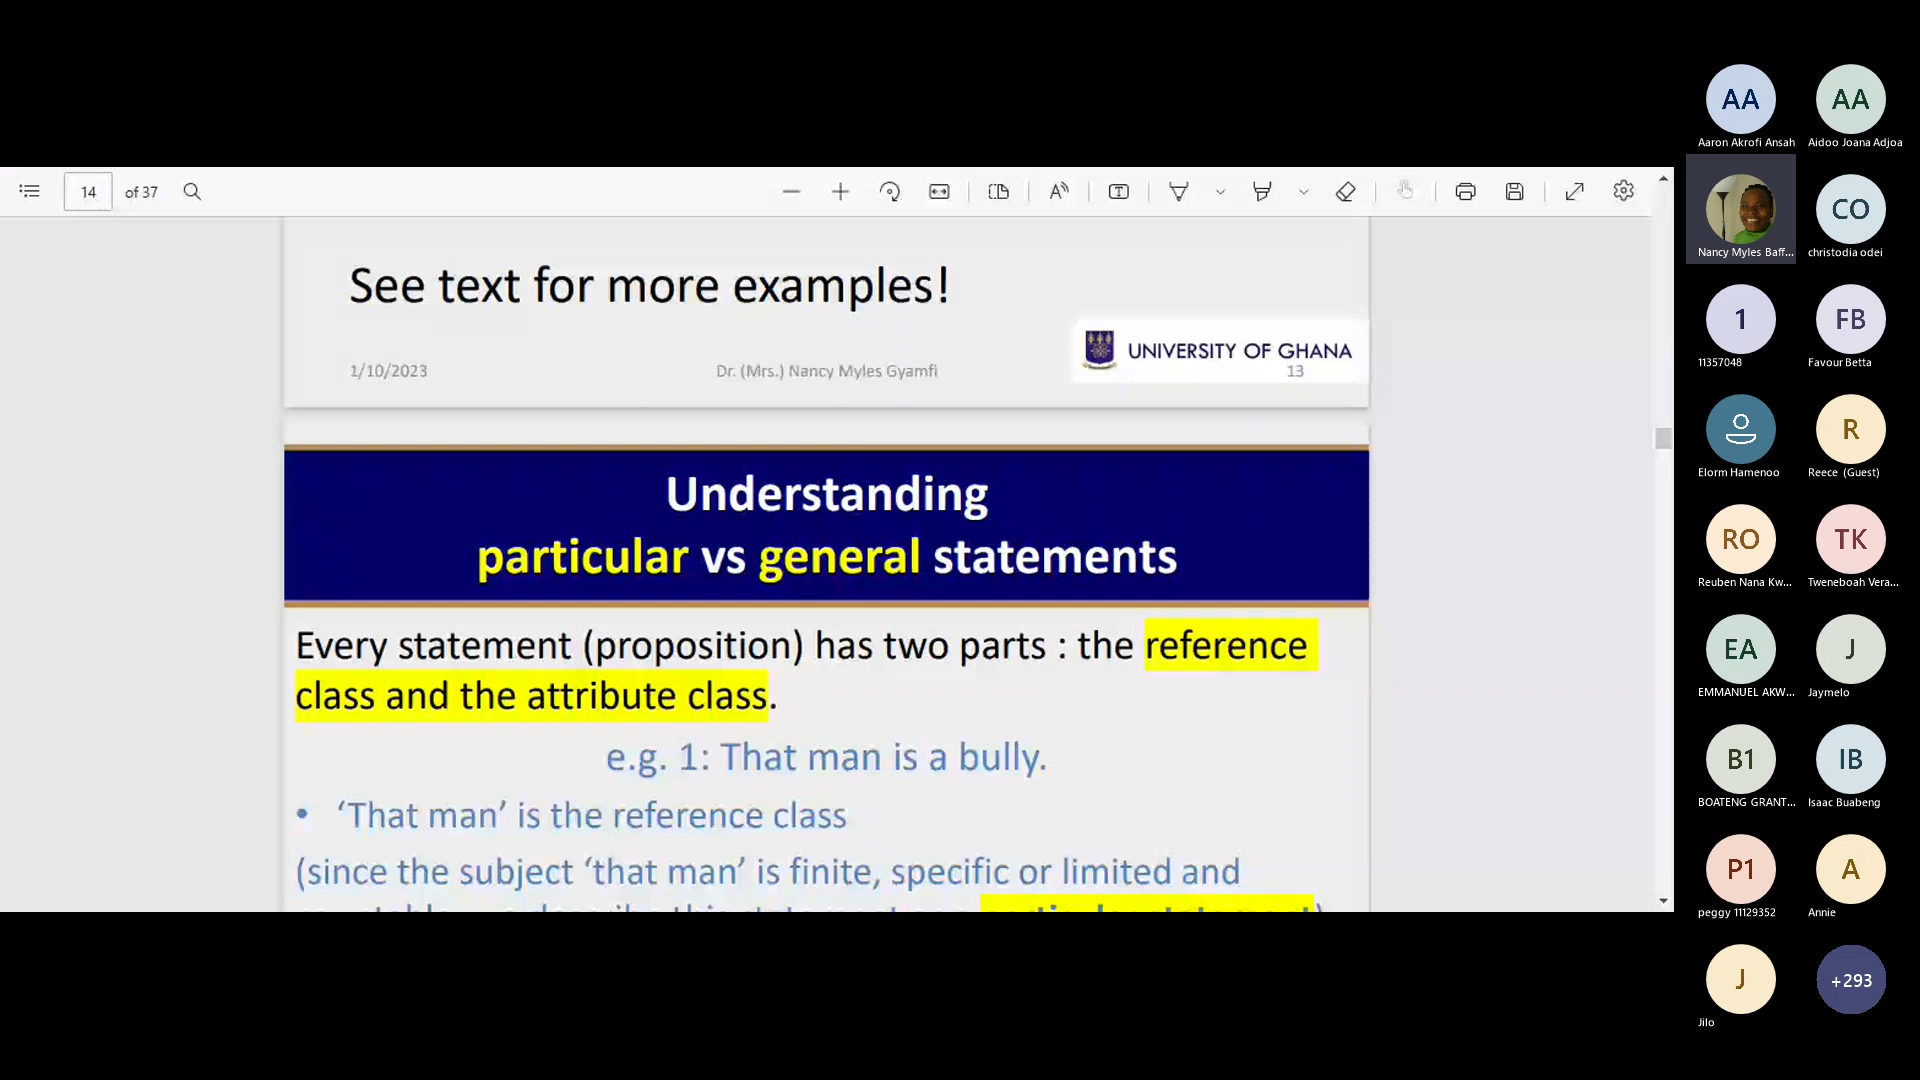 14 of 37
See text for more examples!
UNIVERSITY OF GHANA
1/10/2023 Dr. (Mrs.) Nancy Myles Gyamfi 13
Understanding
particular vs general statements
Every statement (proposition) has two parts : the reference
class and the attribute class.
e.g. 1: That man is a bully.
• ‘That man’ is the reference class
(since the subject ‘that man’ is finite, specific or limited and
AA AA
Aaron Akrofi Ansah Aidoo Joana Adjoa
CO
Nancy Myles Baff... christodia odei
1 FB
11357048 Favour Betta
R
Elorm Hamenoo Reece (Guest)
RO TK
Reuben Nana Kw... Tweneboah Vera...
EA J
EMMANUEL AKW... Jaymelo
B1 IB
BOATENG GRANT... Isaac Buabeng
P1 A
peggy 11129352 Annie
J +293
Jilo